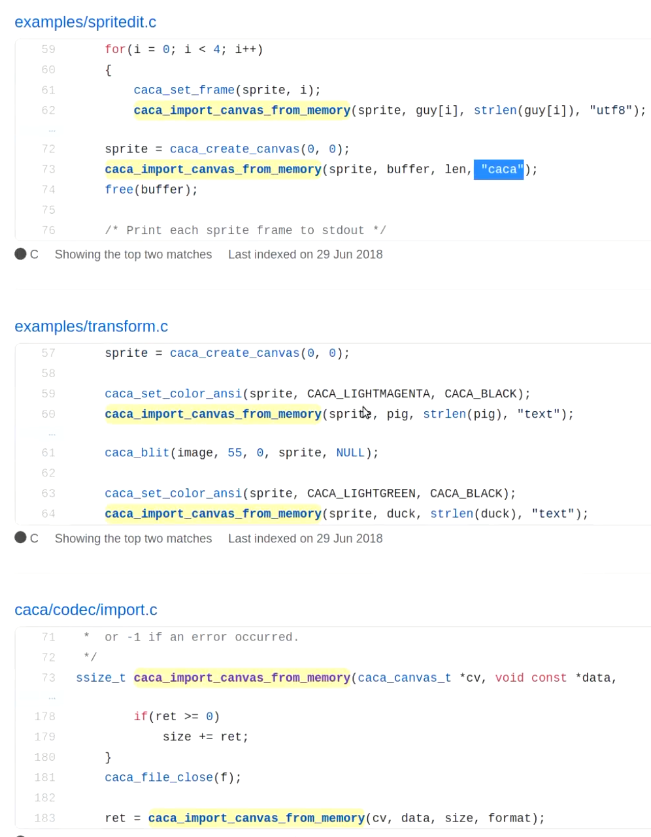 examples/spritedit.c
59 for(i = 0; i < 4; i++)
60 {
61 caca_set_frame(sprite, i);
62 caca_import_canvas_from_memory(sprite, guy[i], strlen(guy[i]), "utf8");
…
72 sprite = caca_create_canvas(0, 0);
73 caca_import_canvas_from_memory(sprite, buffer, len, "caca");
74 free(buffer);
75
76 /* Print each sprite frame to stdout */
C Showing the top two matches Last indexed on 29 Jun 2018
examples/transform.c
57 sprite = caca_create_canvas(0, 0);
58
59 caca_set_color_ansi(sprite, CACA_LIGHTMAGENTA, CACA_BLACK);
60 caca_import_canvas_from_memory(sprite, pig, strlen(pig), "text");
…
61 caca_blit(image, 55, 0, sprite, NULL);
62
63 caca_set_color_ansi(sprite, CACA_LIGHTGREEN, CACA_BLACK);
64 caca_import_canvas_from_memory(sprite, duck, strlen(duck), "text");
C Showing the top two matches Last indexed on 29 Jun 2018
caca/codec/import.c
71 * or -1 if an error occurred.
72 */
73 ssize_t caca_import_canvas_from_memory(caca_canvas_t *cv, void const *data,
…
178 if(ret >= 0)
179 size += ret;
180 }
181 caca_file_close(f);
182
183 ret = caca_import_canvas_from_memory(cv, data, size, format);